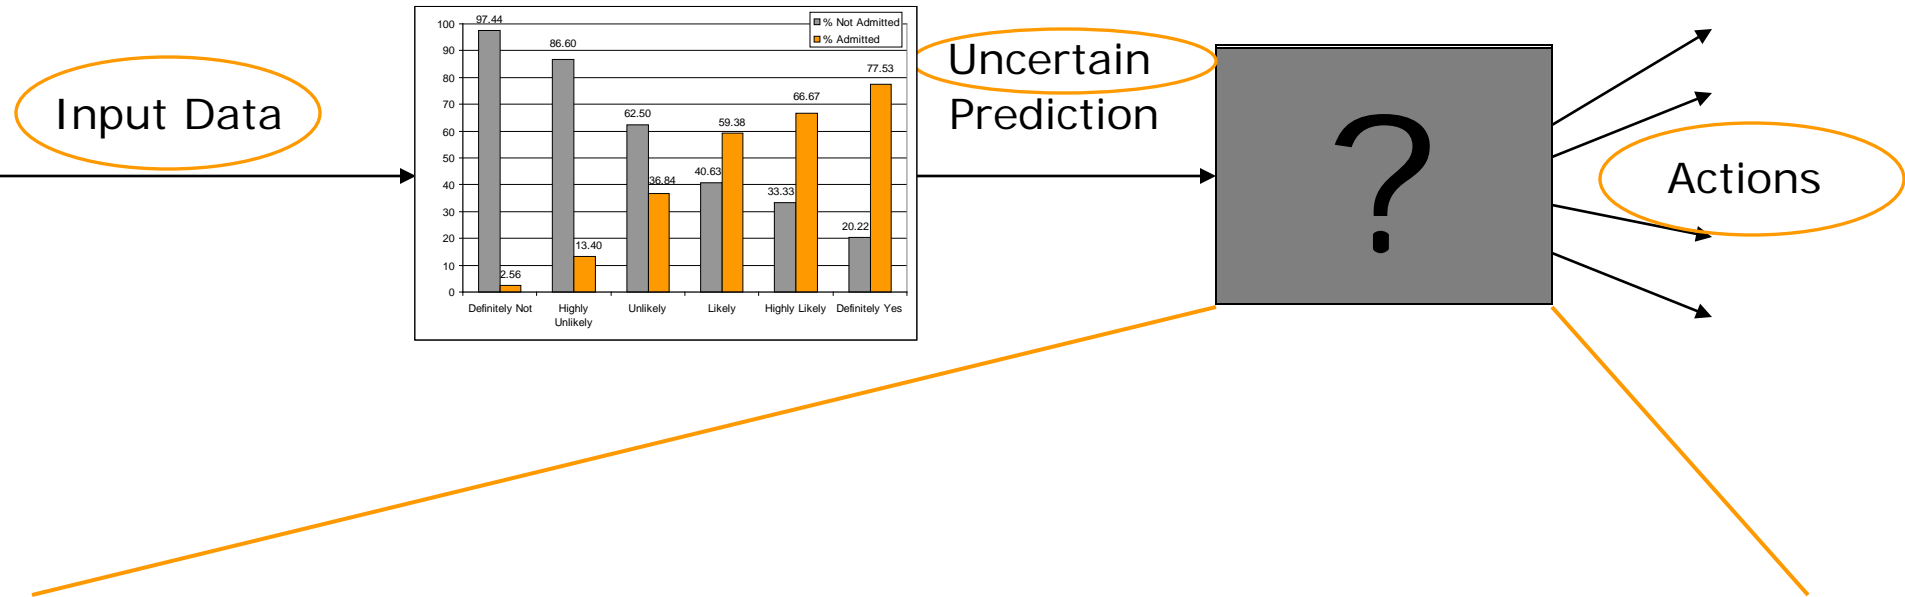 Input Data
100
90
80
70
60
50
40
30
20
10
0
97.44
2.56
86.60
13.40
62.50
36.84
40.63
59.38
33.33
66.67
20.22
77.53
% Not Admitted
% Admitted
Definitely Not
Highly
Unlikely
Unlikely
Likely
Highly Likely
Definitely Yes
Uncertain
Prediction
?
Actions